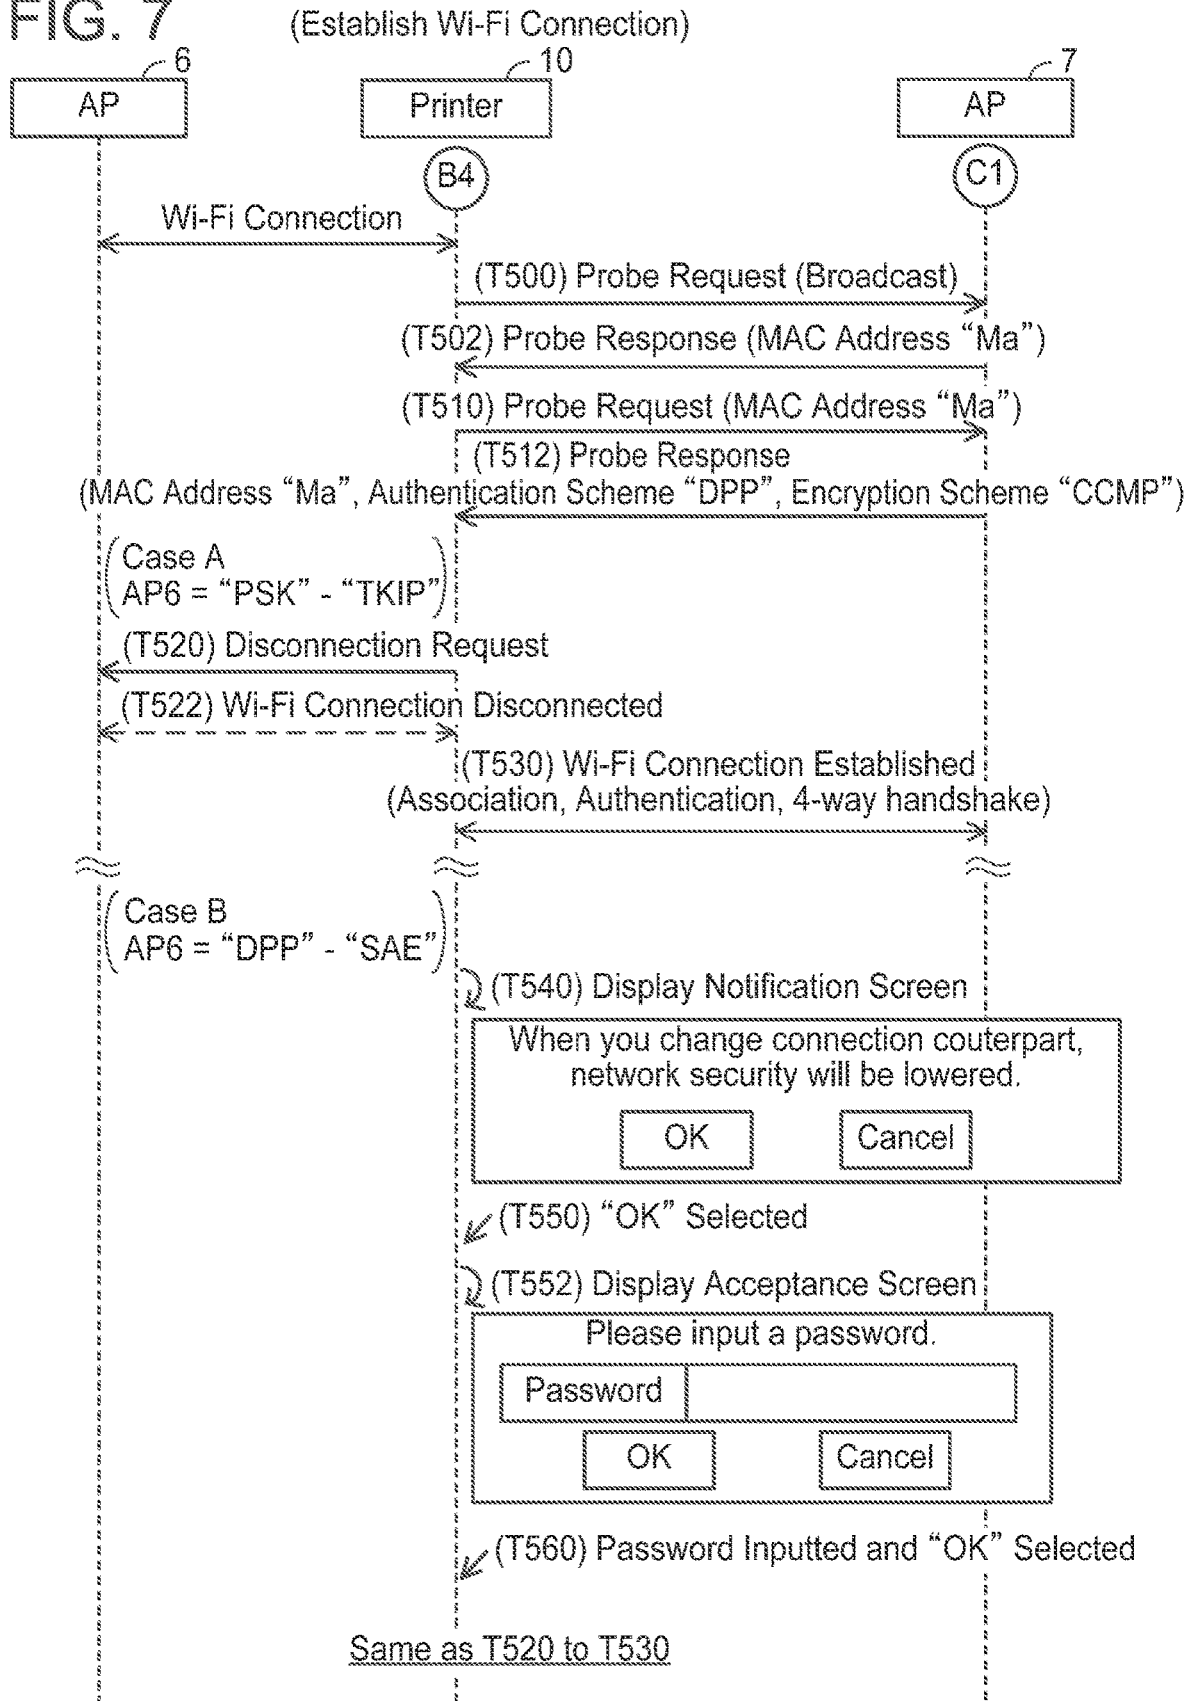 FIG. 7
(Establish Wi-Fi Connection)
6
10
7
AP
Printer
AP
B4
C1
Wi-Fi Connection
(T500) Probe Request (Broadcast)
(T502) Probe Response (MAC Address “Ma”)
(T510) Probe Request (MAC Address “Ma”)
(T512) Probe Response
(MAC Address “Ma”, Authentication Scheme “DPP”, Encryption Scheme “CCMP”)
Case A
AP6 = “PSK” - “TKIP”
(T520) Disconnection Request
(T522) Wi-Fi Connection Disconnected
(T530) Wi-Fi Connection Established
(Association, Authentication, 4-way handshake)
Case B
AP6 = “DPP” - “SAE”
(T540) Display Notification Screen
When you change connection couterpart,
network security will be lowered.
OK
Cancel
(T550) “OK” Selected
(T552) Display Acceptance Screen
Please input a password.
Password
OK
Cancel
(T560) Password Inputted and “OK” Selected
Same as T520 to T530